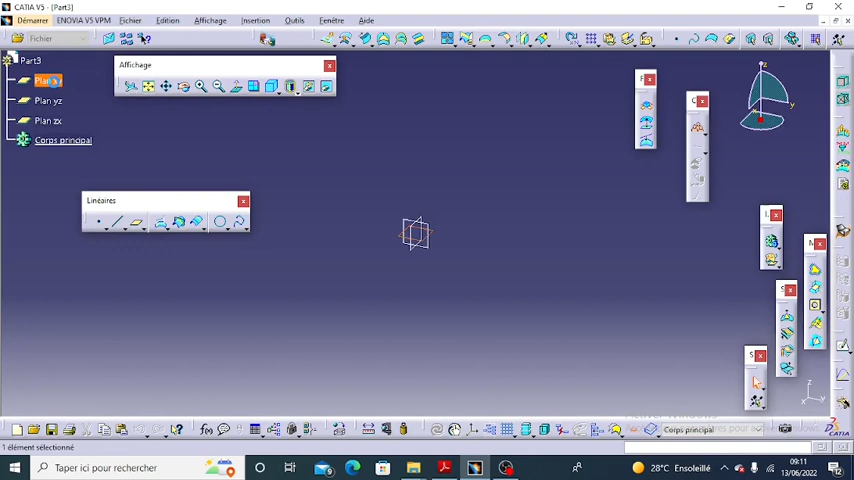 CATIA V5 - [Part3]
Démarrer ENOVIA V5 VPM Fichier Edition Affichage Insertion Outils Fenêtre Aide
Fichier
Part3
Affichage
Plan
Plan yz
Plan zx
Corps principal
Linéaires
z
y
x
z
y
Corps principal
1 élément sélectionné
Taper ici pour rechercher
28°C Ensoleillé
09:11
13/06/2022